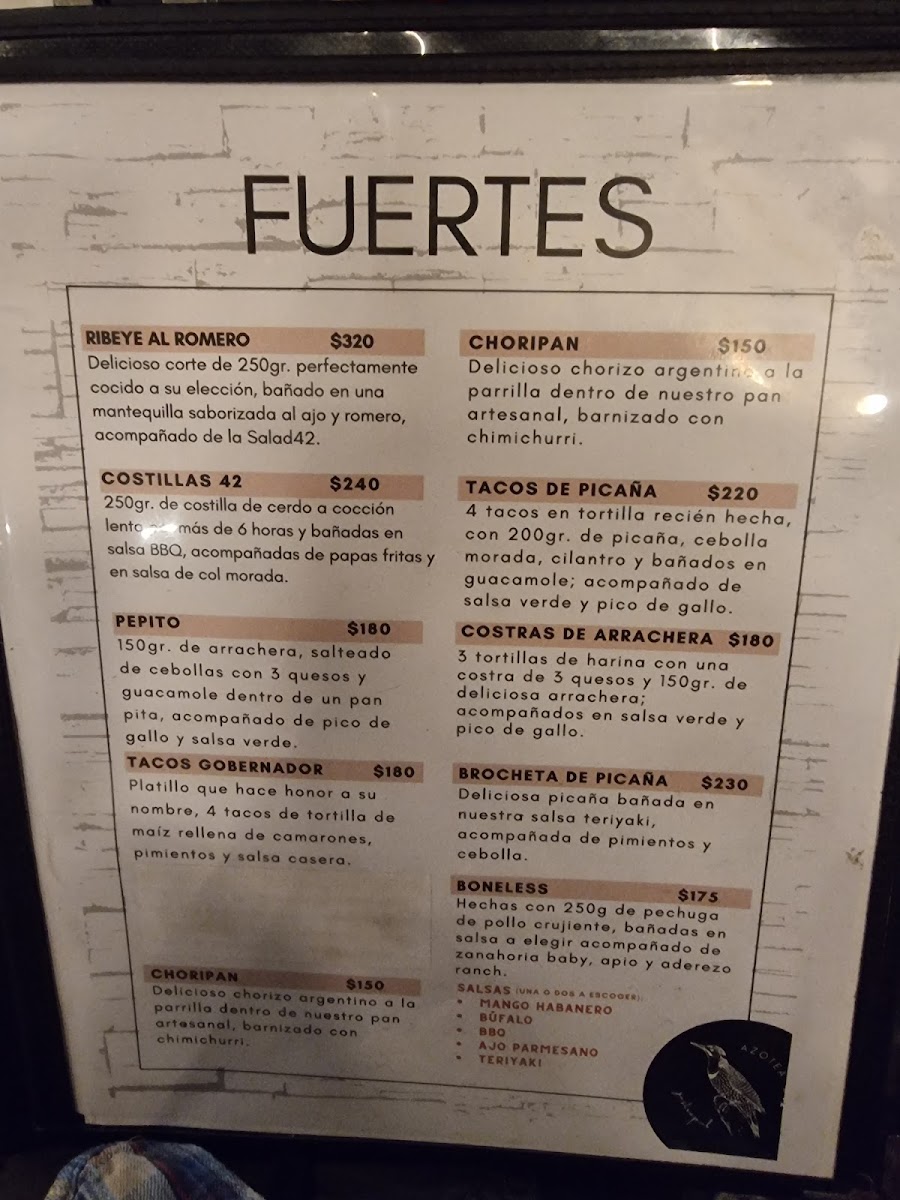 FUERTES
RIBEYE AL ROMERO $320
Delicioso corte de 250gr. perfectamente
cocido a su elección, bañado en una
mantequilla saborizada al ajo y romero,
acompañado de la Salad42.
COSTILLAS 42 $240
250gr. de costilla de cerdo a cocción
lenta más de 6 horas y bañadas en
salsa BBQ, acompañadas de papas fritas y
en salsa de col morada.
PEPITO $180
150gr. de arrachera, salteado
de cebollas con 3 quesos y
guacamole dentro de un pan
pita, acompañado de pico de
gallo y salsa verde.
TACOS GOBERNADOR $180
Platillo que hace honor a su
nombre, 4 tacos de tortilla de
maíz rellena de camarones,
pimientos y salsa casera.
CHORIPAN $150
Delicioso chorizo argentino a la
parrilla dentro de nuestro pan
artesanal, barnizado con
chimichurri.
CHORIPAN $150
Delicioso chorizo argentino a la
parrilla dentro de nuestro pan
artesanal, barnizado con
chimichurri.
TACOS DE PICAÑA $220
4 tacos en tortilla recién hecha,
con 200gr. de picaña, cebolla
morada, cilantro y bañados en
guacamole; acompañado de
salsa verde y pico de gallo.
COSTRAS DE ARRACHERA $180
3 tortillas de harina con una
costra de 3 quesos y 150gr. de
deliciosa arrachera;
acompañados en salsa verde y
pico de gallo.
BROCHETA DE PICAÑA $230
Deliciosa picaña bañada en
nuestra salsa teriyaki,
acompañada de pimientos y
cebolla.
BONELESS $175
Hechas con 250g de pechuga
de pollo crujiente, bañadas en
salsa a elegir acompañado de
zanahoria baby, apio y aderezo
ranch.
SALSAS (UNA O DOS A ESCOGER):
• MANGO HABANERO
• BÚFALO
• BBQ
• AJO PARMESANO
• TERIYAKI
AZOTEA